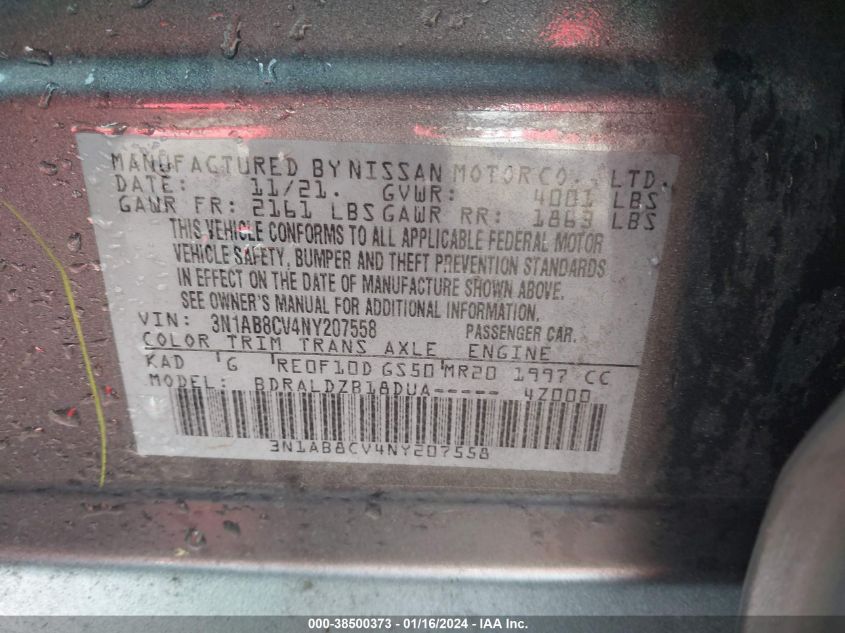 MANUFACTURED BY NISSAN MOTOR CO., LTD.
DATE: 11/21. GVWR: 4001 LBS
GAWR FR: 2161 LBS GAWR RR: 1863 LBS
THIS VEHICLE CONFORMS TO ALL APPLICABLE FEDERAL MOTOR
VEHICLE SAFETY, BUMPER AND THEFT PREVENTION STANDARDS
IN EFFECT ON THE DATE OF MANUFACTURE SHOWN ABOVE.
SEE OWNER'S MANUAL FOR ADDITIONAL INFORMATION.
VIN: 3N1AB8CV4NY207558 PASSENGER CAR.
COLOR TRIM TRANS AXLE ENGINE
KAD G RE0F10D GS50 MR20 1997 CC
MODEL: BDRALDZB18DUA----- 4Z000
3N1AB8CV4NY207558
000-38500373 - 01/16/2024 - IAA Inc.